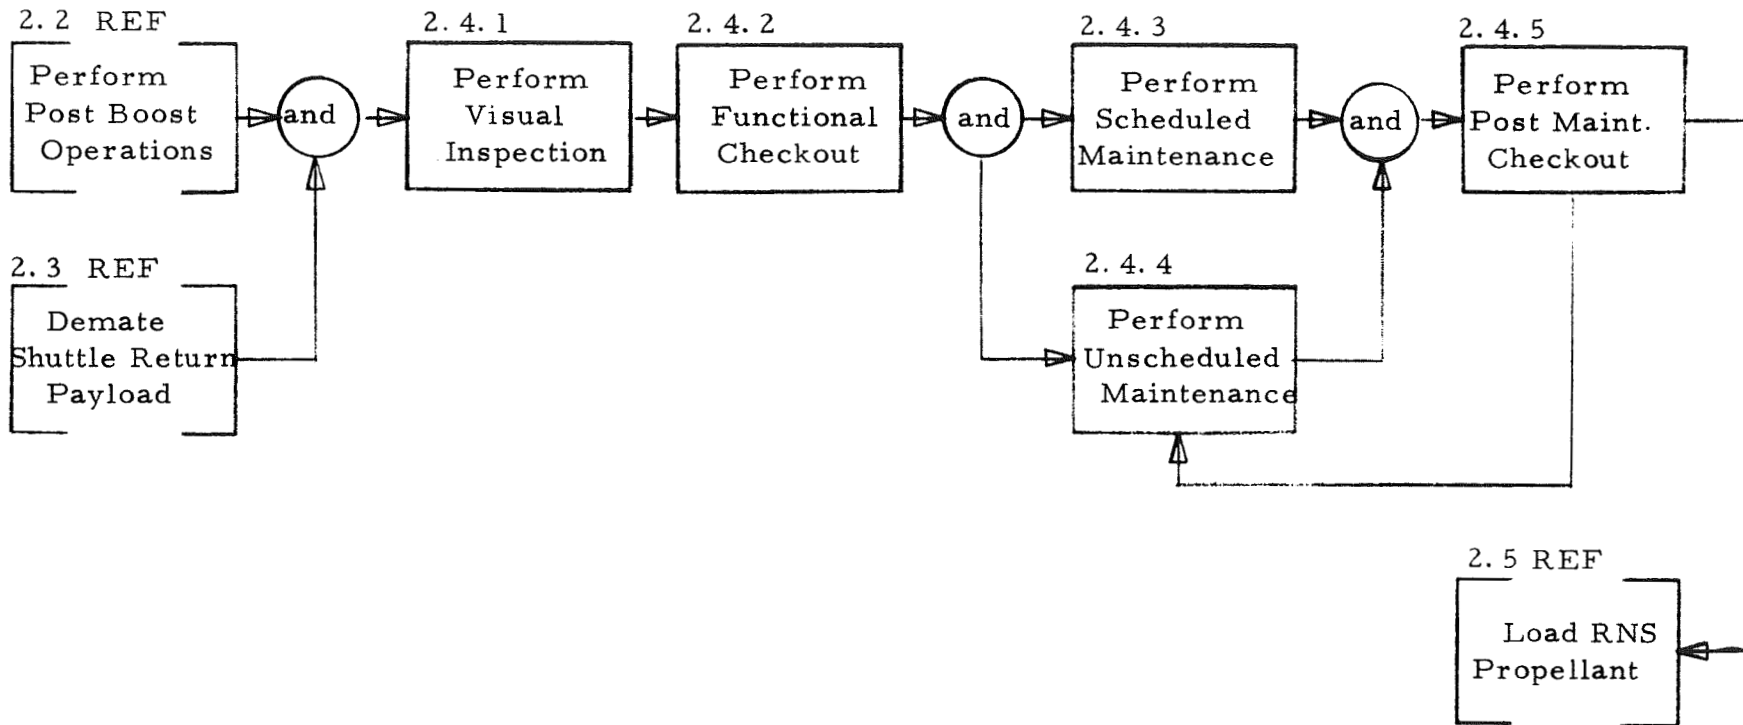 2.2 REF
Perform
Post Boost
Operations
and
2.4.1
Perform
Visual
Inspection
2.4.2
Perform
Functional
Checkout
and
2.4.3
Perform
Scheduled
Maintenance
and
2.4.5
Perform
Post Maint.
Checkout
2.3 REF
Demate
Shuttle Return
Payload
2.4.4
Perform
Unscheduled
Maintenance
2.5 REF
Load RNS
Propellant